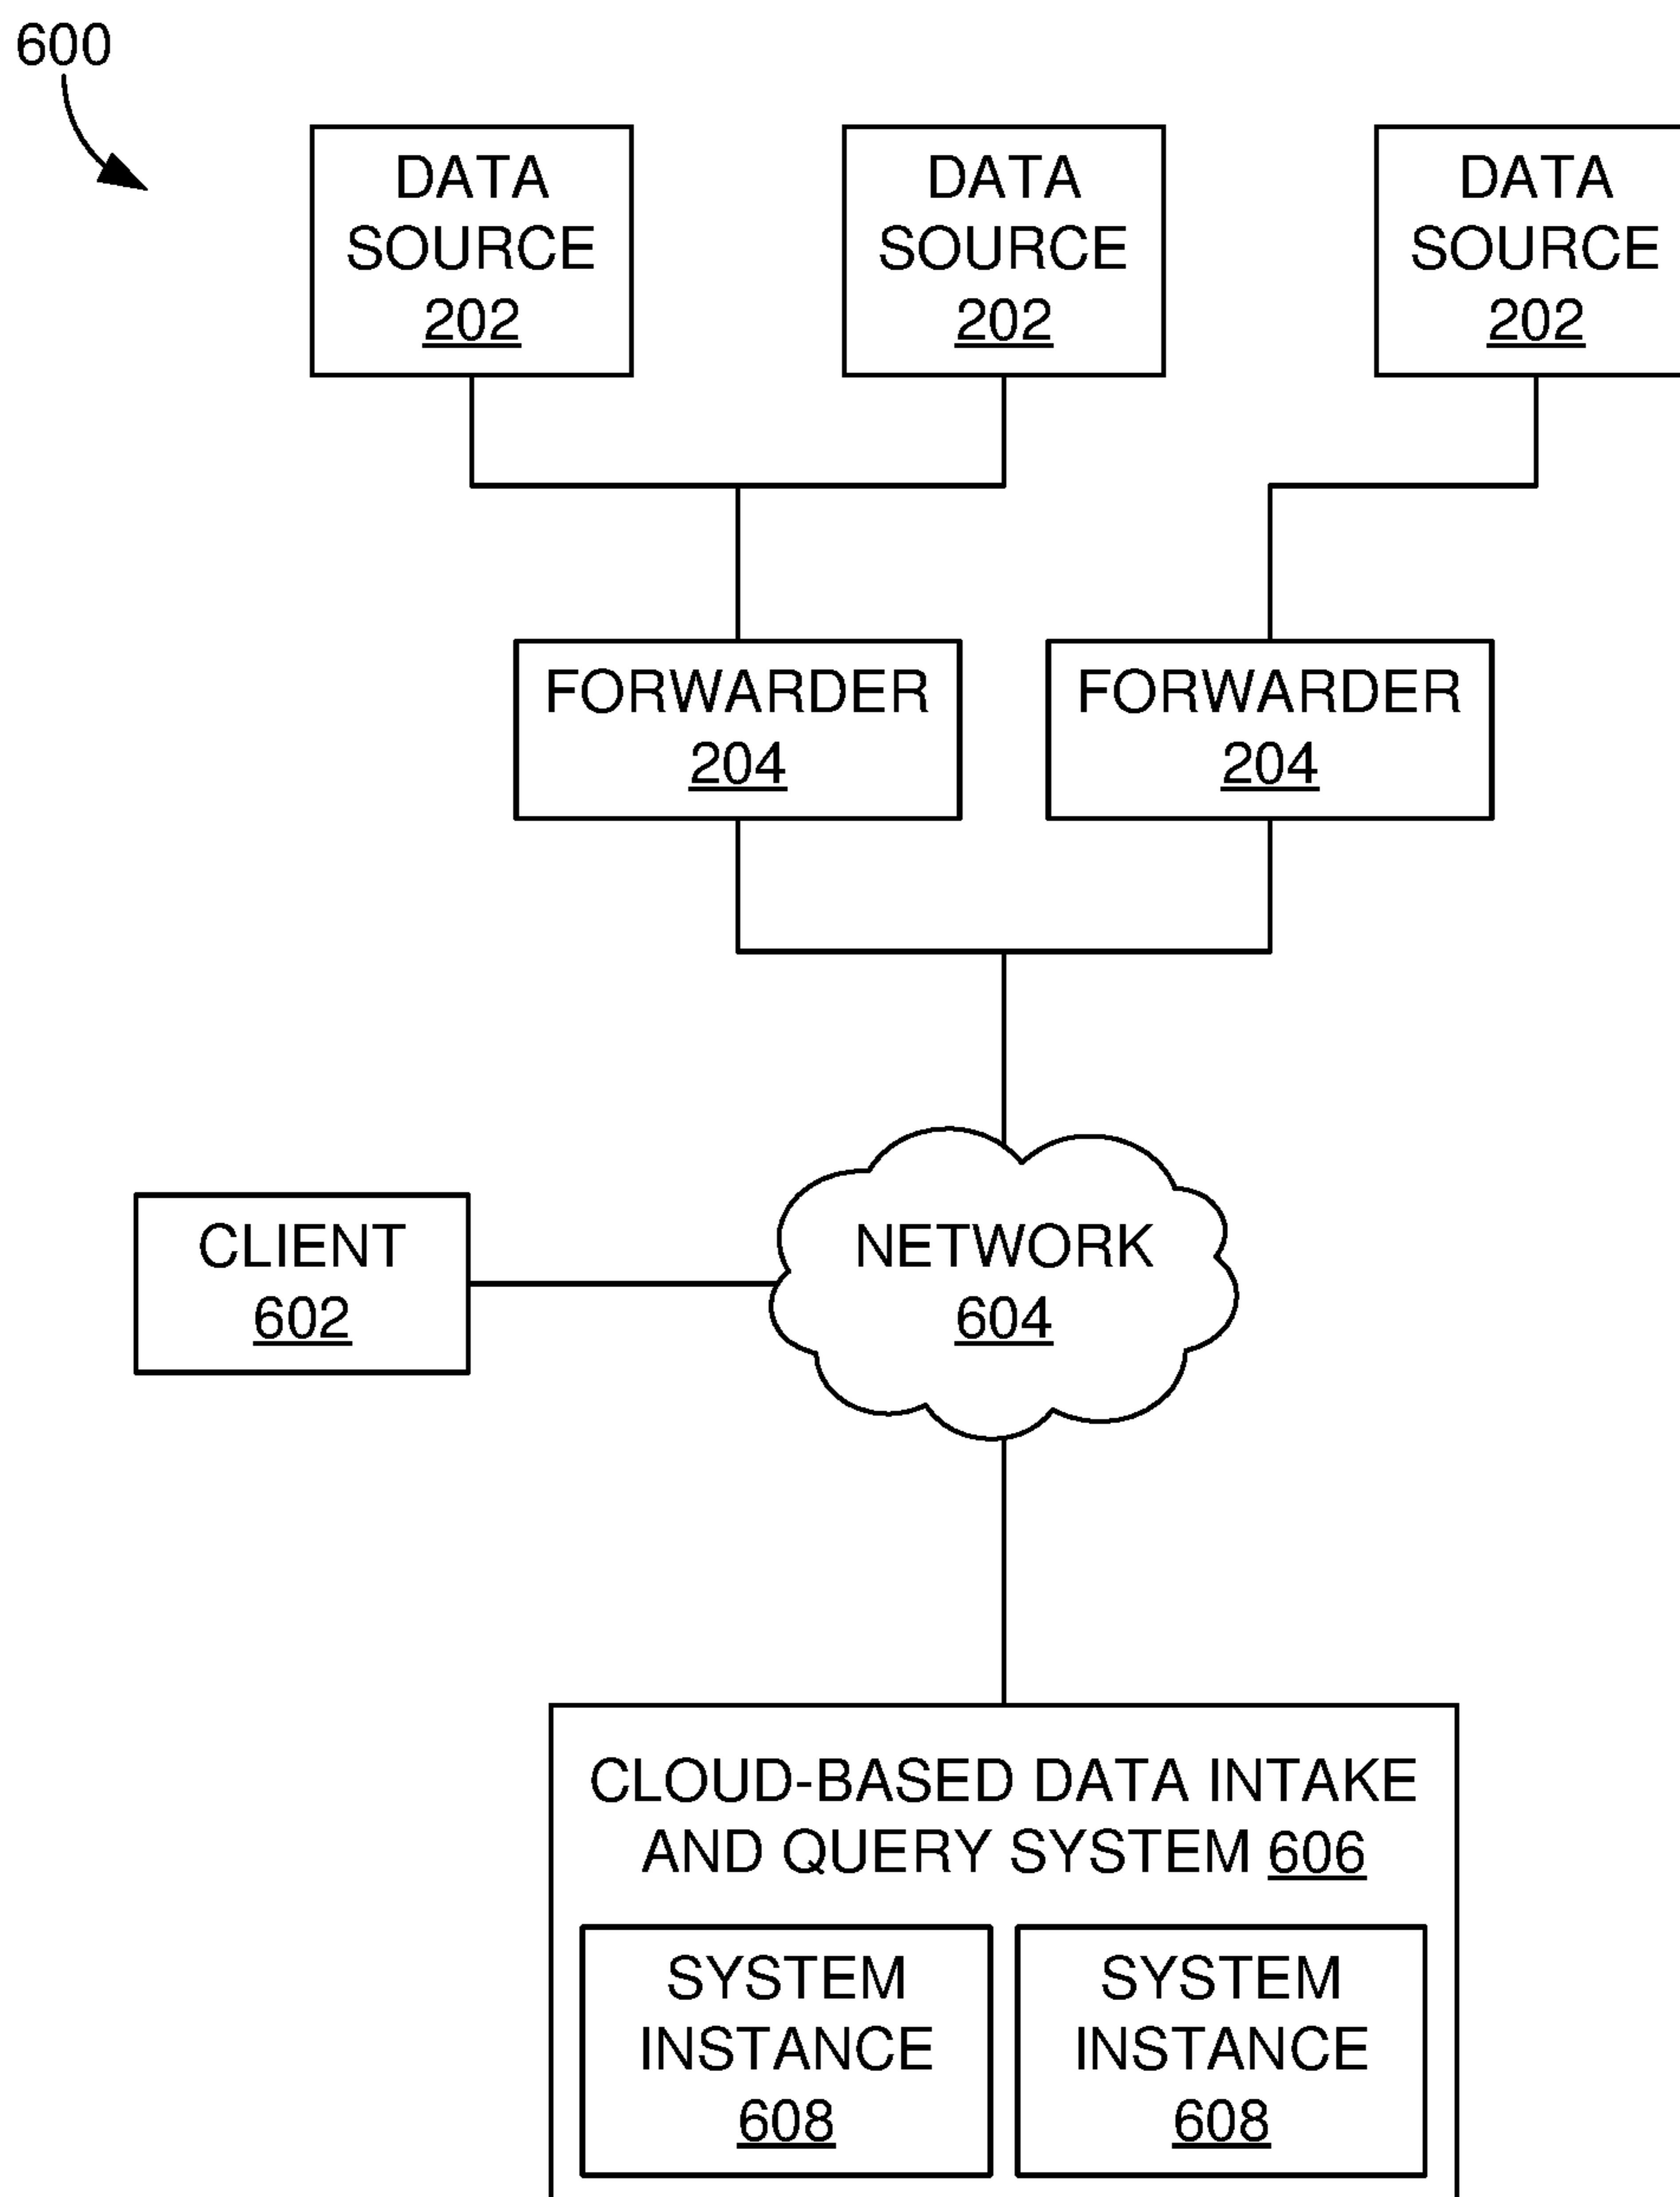 600
DATA
SOURCE
202
DATA
SOURCE
202
DATA
SOURCE
202
FORWARDER
204
FORWARDER
204
CLIENT
602
NETWORK
604
CLOUD-BASED DATA INTAKE
AND QUERY SYSTEM 606
SYSTEM
INSTANCE
608
SYSTEM
INSTANCE
608